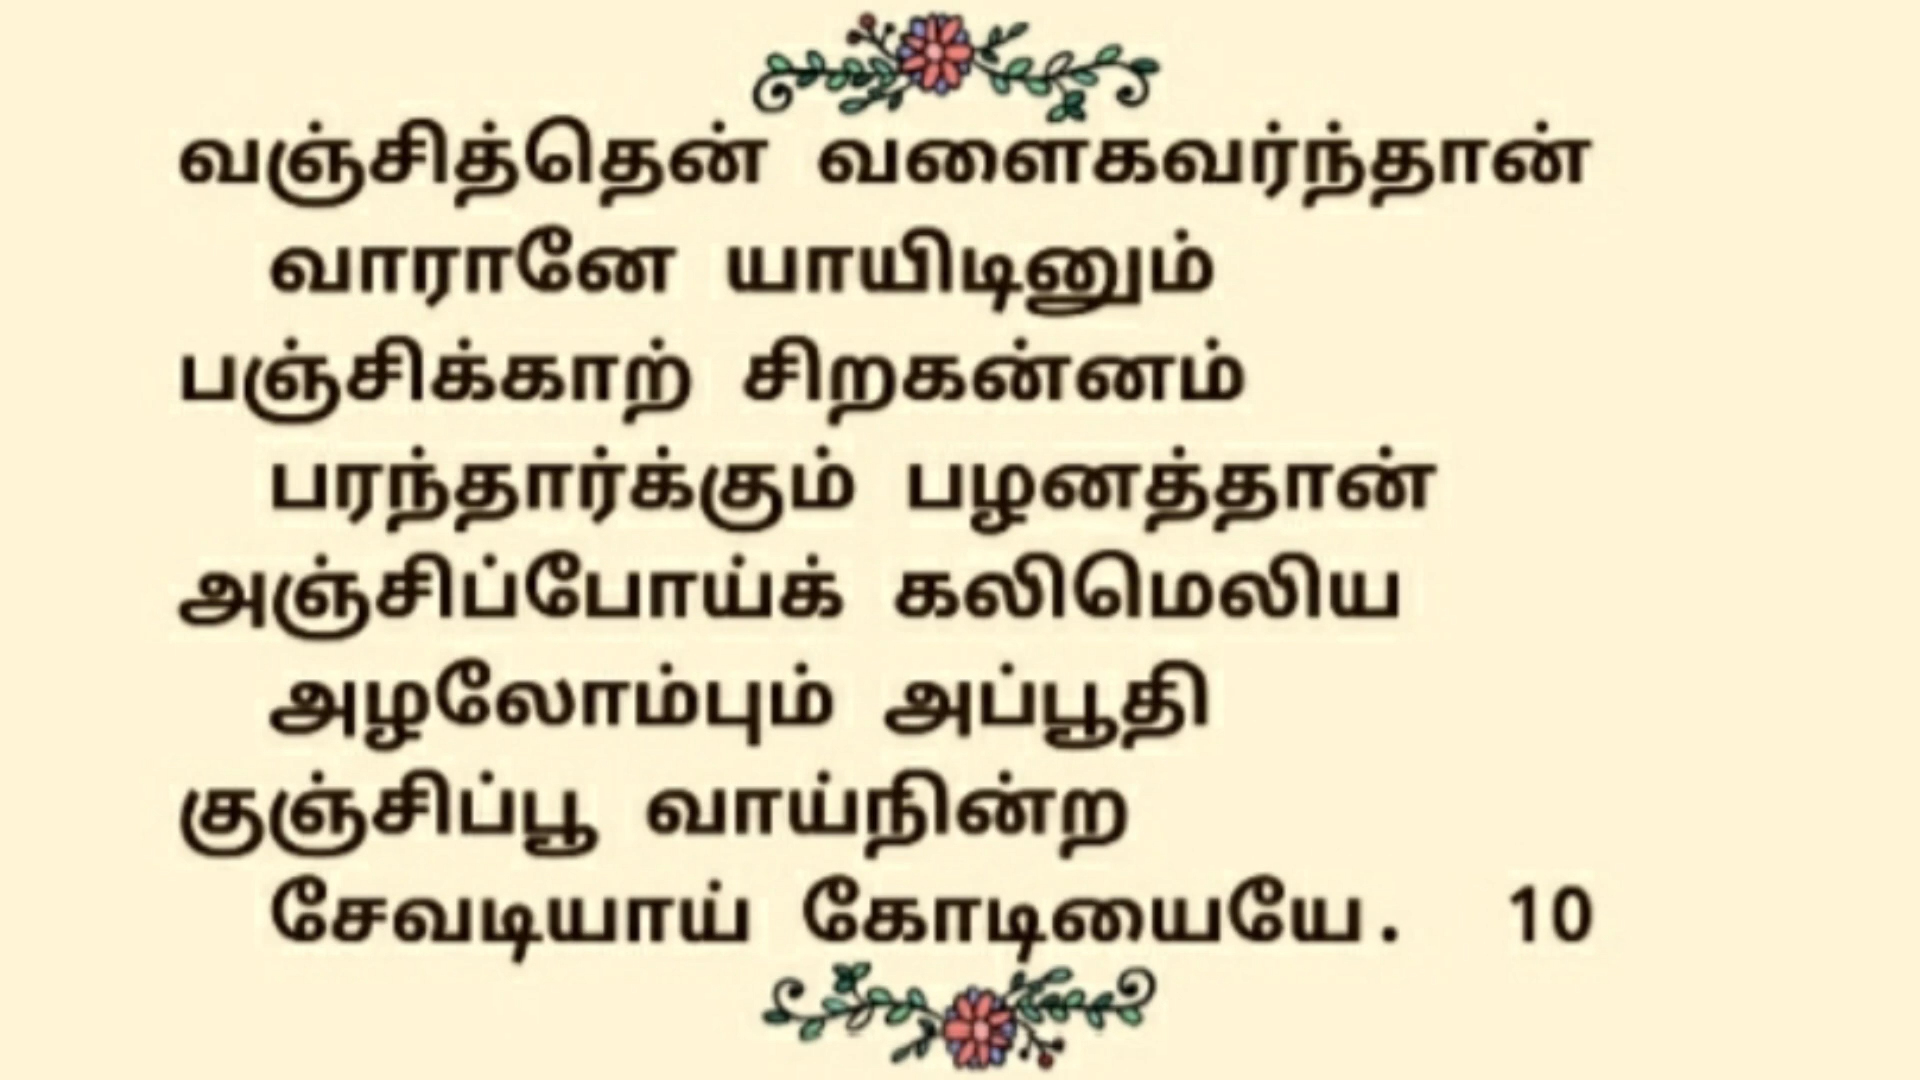 வஞ்சித்தென் வளைகவர்ந்தான்
வாரானே யாயிடினும்
பஞ்சிக்காற் சிறகன்னம்
பரந்தார்க்கும் பழனத்தான்
அஞ்சிப்போய்க் கலிமெலிய
அழலோம்பும் அப்பூதி
குஞ்சிப்பூ வாய்நின்ற
சேவடியாய் கோடியையே. 10